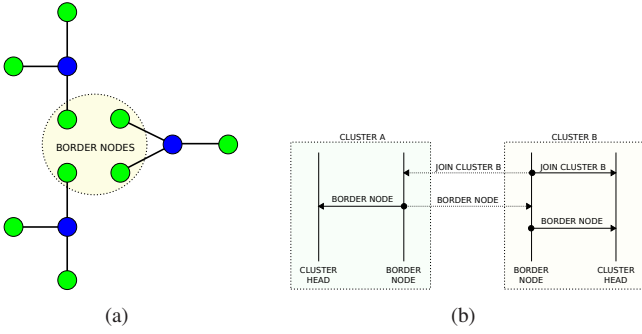 BORDER NODES
(a)
CLUSTER A
CLUSTER B
JOIN CLUSTER B
JOIN CLUSTER B
BORDER NODE
BORDER NODE
BORDER NODE
CLUSTER
HEAD
BORDER
NODE
BORDER
NODE
CLUSTER
HEAD
(b)